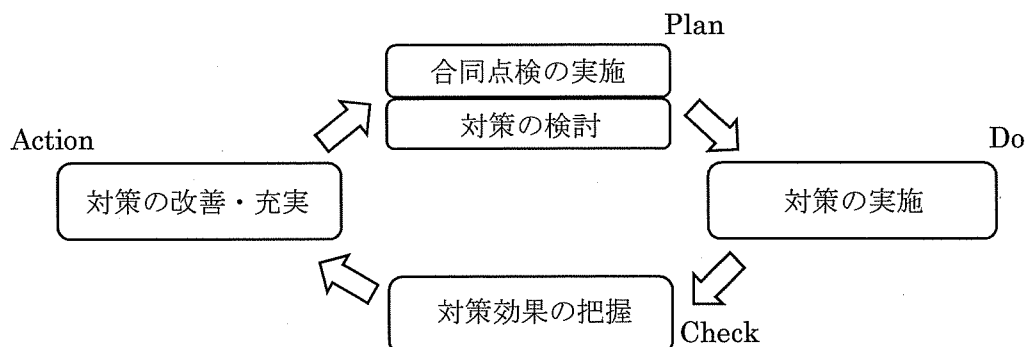 Plan
合同点検の実施
対策の検討
Action
Do
対策の改善・充実
対策の実施
対策効果の把握
Check